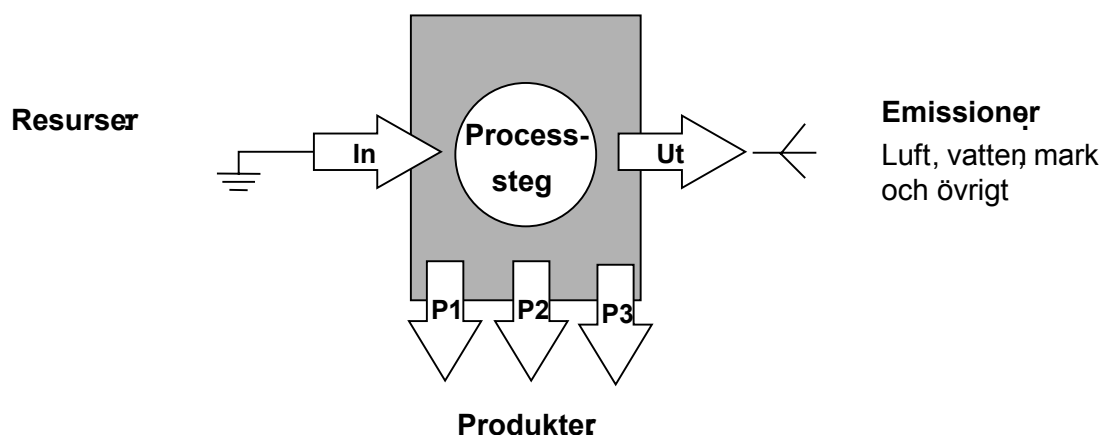 Resurser:
In
Process-
steg
Ut
Emissioner:
Luft, vatten, mark
och övrigt
P1
P2
P3
Produkter: